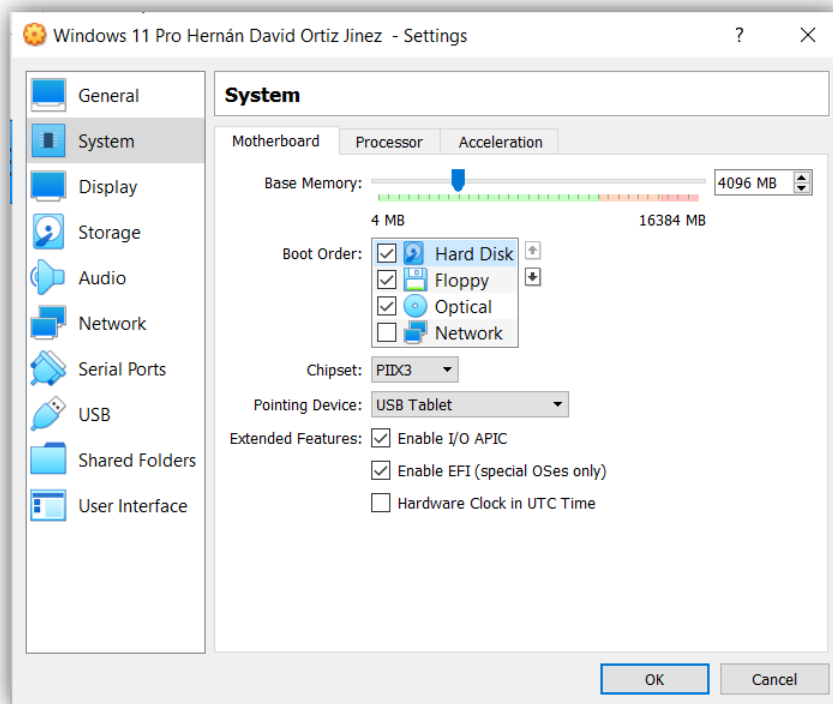 Windows 11 Pro Hernán David Ortiz Jinez - Settings
?
General
System
Display
Storage
Audio
Network
Serial Ports
USB
Shared Folders
User Interface
System
Motherboard Processor Acceleration
Base Memory: 4096 MB
4 MB 16384 MB
Boot Order: Hard Disk
Floppy
Optical
Network
Chipset: PIIX3
Pointing Device: USB Tablet
Extended Features: Enable I/O APIC
Enable EFI (special OSes only)
Hardware Clock in UTC Time
OK Cancel